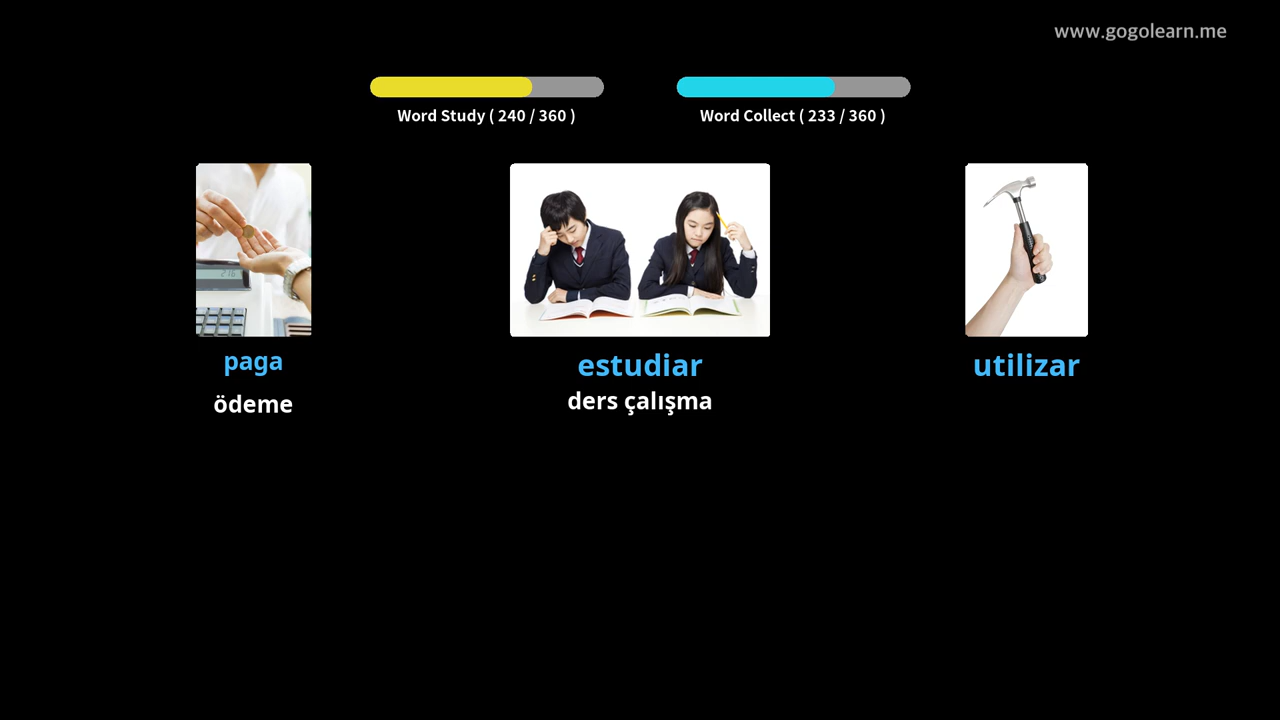 www.gogolearn.me
Word Study ( 240 / 360 )
Word Collect ( 233 / 360 )
paga
ödeme
estudiar
ders çalışma
utilizar